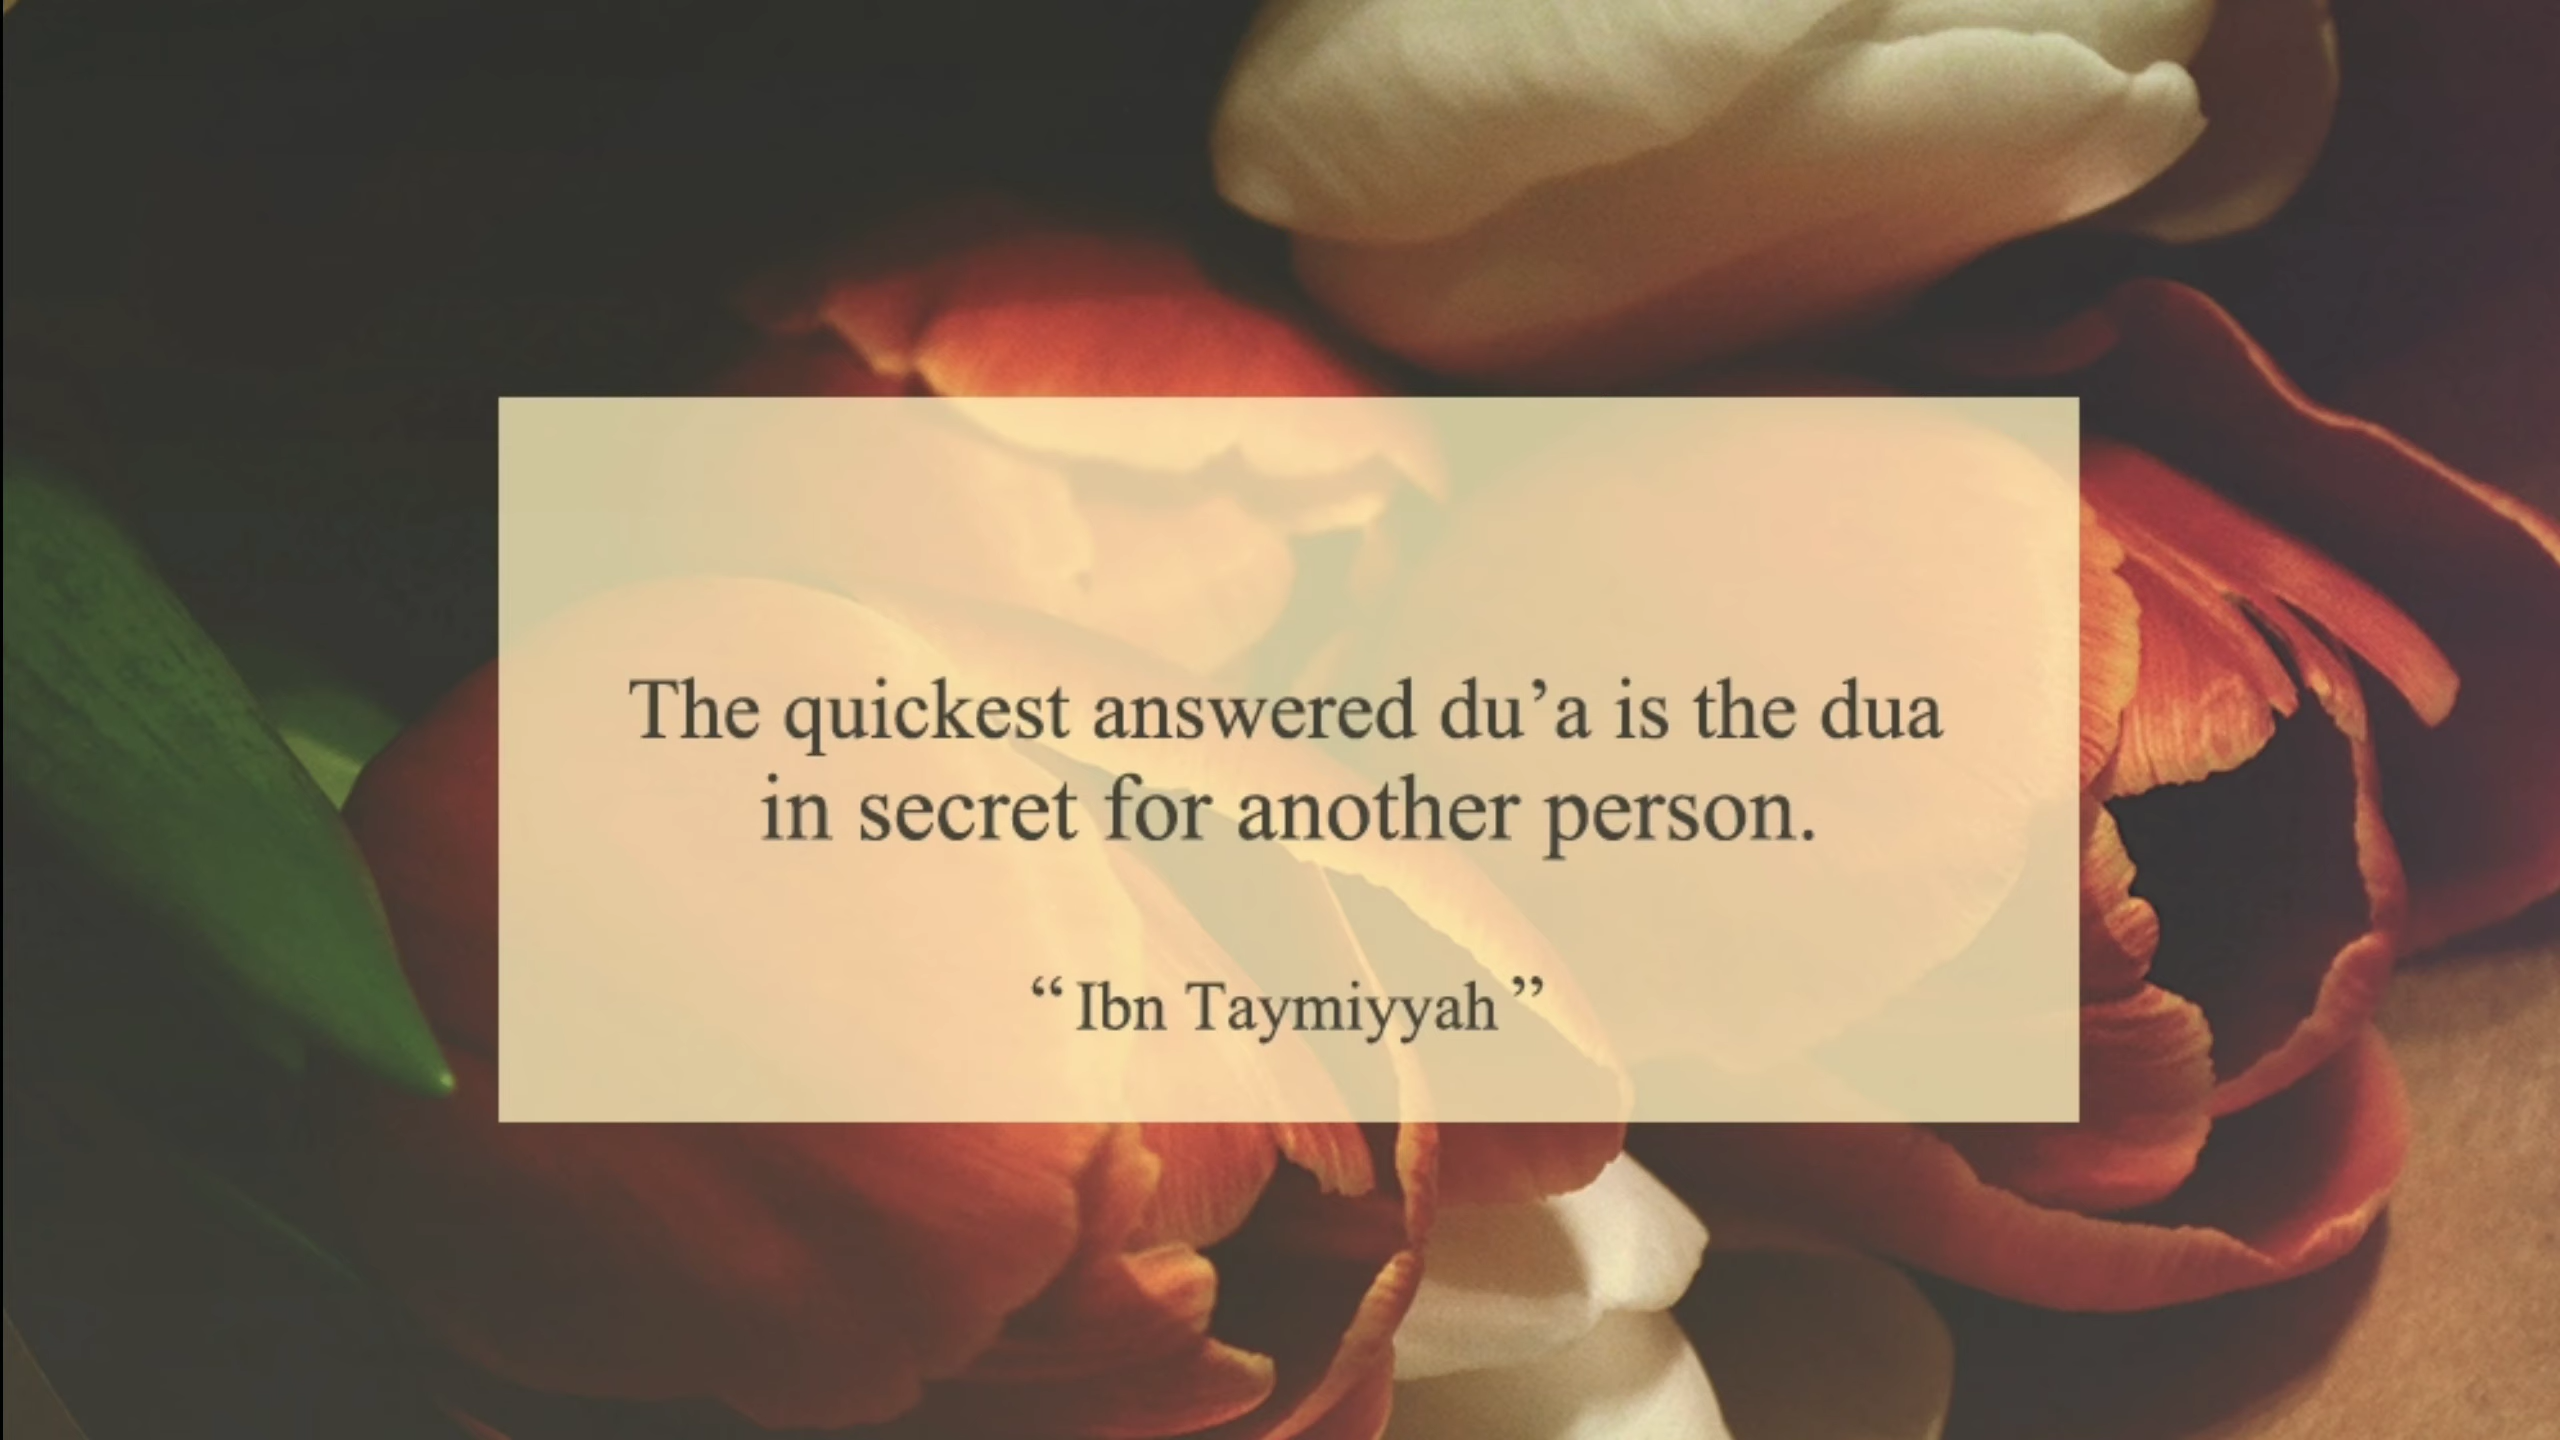 The quickest answered du’a is the dua
in secret for another person.
“Ibn Taymiyyah”